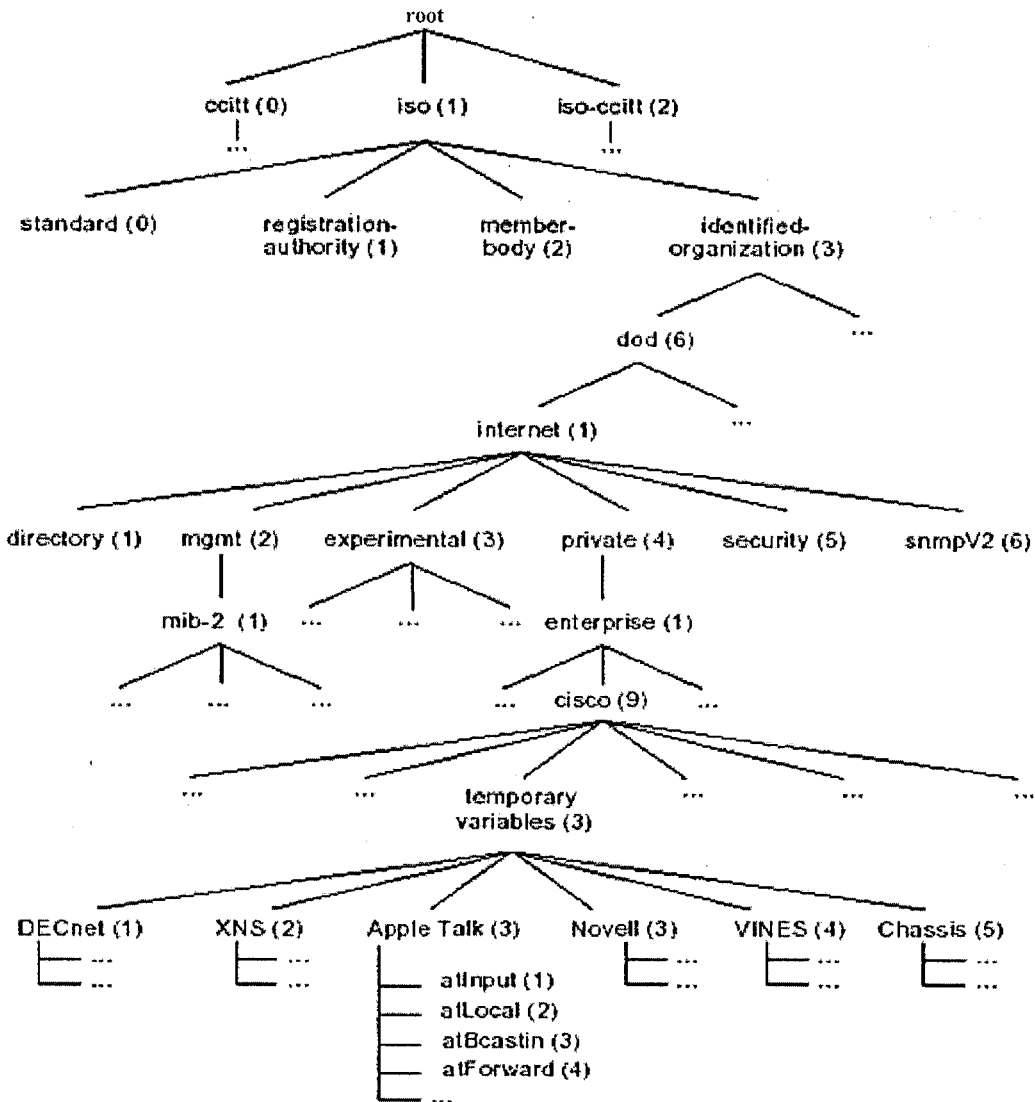 root
ccitt (0) iso (1) iso-ccitt (2)
... ...
standard (0) registration- member- identified-
authority (1) body (2) organization (3)
dod (6) ...
internet (1) ...
directory (1) mgmt (2) experimental (3) private (4) security (5) snmpV2 (6)
mib-2 (1) ... ... ... enterprise (1)
... ... ... ... cisco (9) ...
... ... temporary ... ... ...
variables (3)
DECnet (1) XNS (2) Apple Talk (3) Novell (3) VINES (4) Chassis (5)
... ... ... ... ...
... ... ... ... ...
atInput (1)
atLocal (2)
atBcastin (3)
atForward (4)
...